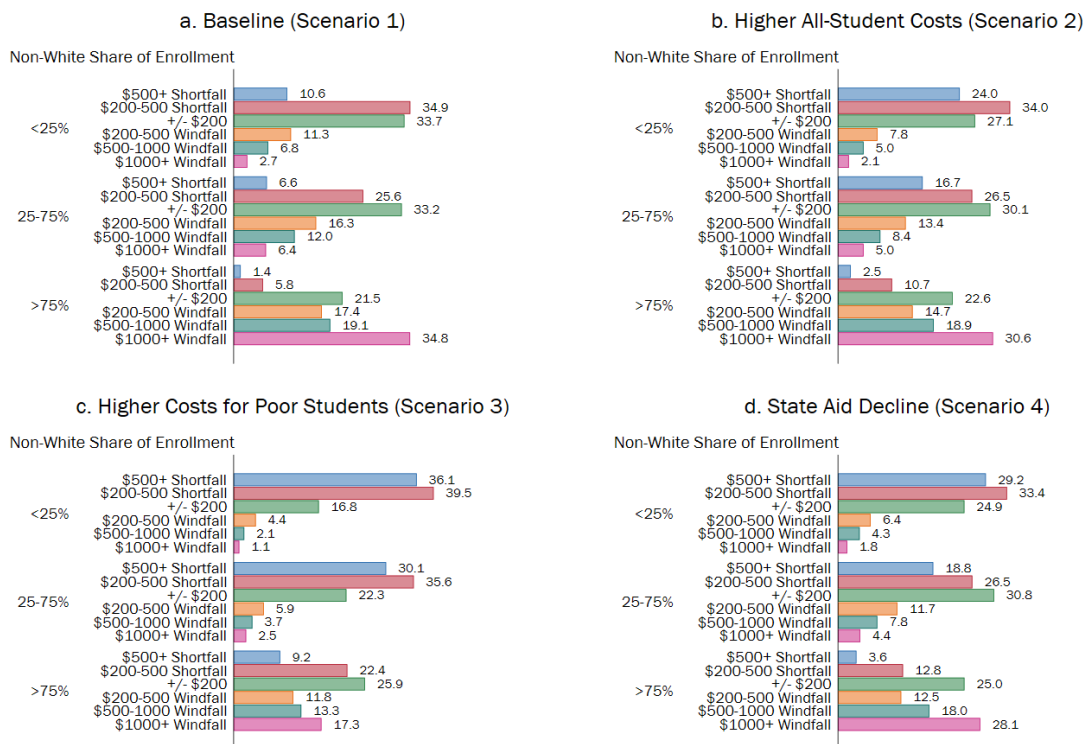 a. Baseline (Scenario 1)
Non-White Share of Enrollment
<25%
$500+ Shortfall 10.6
$200-500 Shortfall 34.9
+/- $200 33.7
$200-500 Windfall 11.3
$500-1000 Windfall 6.8
$1000+ Windfall 2.7
25-75%
$500+ Shortfall 6.6
$200-500 Shortfall 25.6
+/- $200 33.2
$200-500 Windfall 16.3
$500-1000 Windfall 12.0
$1000+ Windfall 6.4
>75%
$500+ Shortfall 1.4
$200-500 Shortfall 5.8
+/- $200 21.5
$200-500 Windfall 17.4
$500-1000 Windfall 19.1
$1000+ Windfall 34.8
b. Higher All-Student Costs (Scenario 2)
Non-White Share of Enrollment
<25%
$500+ Shortfall 24.0
$200-500 Shortfall 34.0
+/- $200 27.1
$200-500 Windfall 7.8
$500-1000 Windfall 5.0
$1000+ Windfall 2.1
25-75%
$500+ Shortfall 16.7
$200-500 Shortfall 26.5
+/- $200 30.1
$200-500 Windfall 13.4
$500-1000 Windfall 8.4
$1000+ Windfall 5.0
>75%
$500+ Shortfall 2.5
$200-500 Shortfall 10.7
+/- $200 22.6
$200-500 Windfall 14.7
$500-1000 Windfall 18.9
$1000+ Windfall 30.6
c. Higher Costs for Poor Students (Scenario 3)
Non-White Share of Enrollment
<25%
$500+ Shortfall 36.1
$200-500 Shortfall 39.5
+/- $200 16.8
$200-500 Windfall 4.4
$500-1000 Windfall 2.1
$1000+ Windfall 1.1
25-75%
$500+ Shortfall 30.1
$200-500 Shortfall 35.6
+/- $200 22.3
$200-500 Windfall 5.9
$500-1000 Windfall 3.7
$1000+ Windfall 2.5
>75%
$500+ Shortfall 9.2
$200-500 Shortfall 22.4
+/- $200 25.9
$200-500 Windfall 11.8
$500-1000 Windfall 13.3
$1000+ Windfall 17.3
d. State Aid Decline (Scenario 4)
Non-White Share of Enrollment
<25%
$500+ Shortfall 29.2
$200-500 Shortfall 33.4
+/- $200 24.9
$200-500 Windfall 6.4
$500-1000 Windfall 4.3
$1000+ Windfall 1.8
25-75%
$500+ Shortfall 18.8
$200-500 Shortfall 26.5
+/- $200 30.8
$200-500 Windfall 11.7
$500-1000 Windfall 7.8
$1000+ Windfall 4.4
>75%
$500+ Shortfall 3.6
$200-500 Shortfall 12.8
+/- $200 25.0
$200-500 Windfall 12.5
$500-1000 Windfall 18.0
$1000+ Windfall 28.1